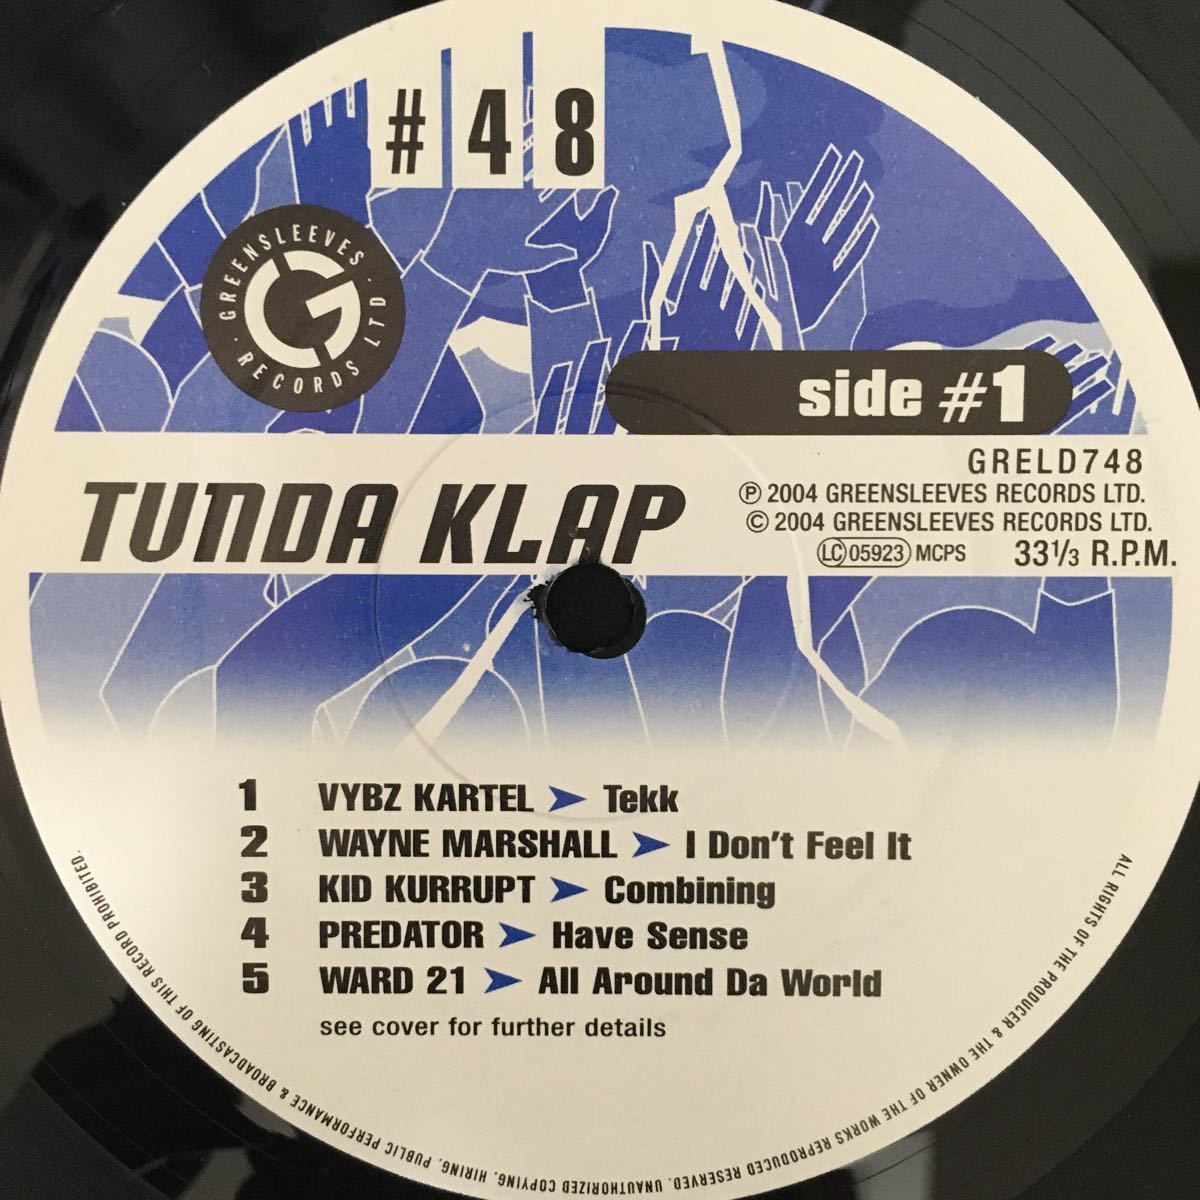 #48
GREENSLEEVES
· RECORDS LTD ·
side #1
GRELD748
TUNDA KLAP
℗ 2004 GREENSLEEVES RECORDS LTD.
© 2004 GREENSLEEVES RECORDS LTD.
LC 05923 MCPS 33⅓ R.P.M.
1 VYBZ KARTEL ➤ Tekk
2 WAYNE MARSHALL ➤ I Don't Feel It
3 KID KURRUPT ➤ Combining
4 PREDATOR ➤ Have Sense
5 WARD 21 ➤ All Around Da World
see cover for further details
ALL RIGHTS OF THE PRODUCER & THE OWNER OF THE WORKS REPRODUCED RESERVED. UNAUTHORIZED COPYING, HIRING, PUBLIC PERFORMANCE & BROADCASTING OF THIS RECORD PROHIBITED.